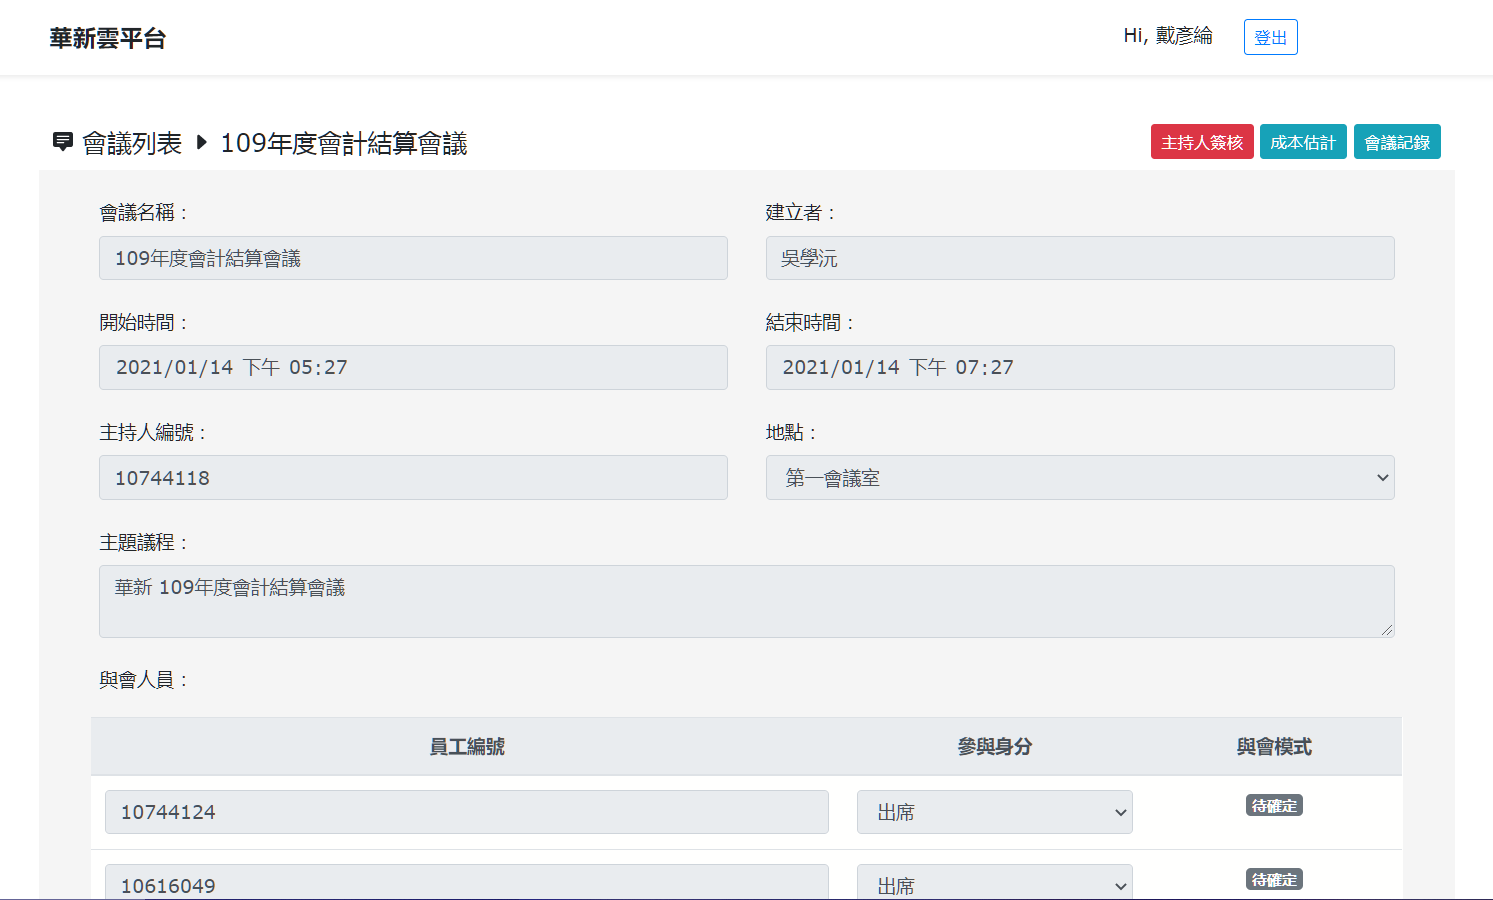 華新雲平台
Hi, 戴彥綸 登出
會議列表 109年度會計結算會議
主持人簽核 成本估計 會議記錄
會議名稱： 建立者：
109年度會計結算會議 吳學沅
開始時間： 結束時間：
2021/01/14 下午 05:27 2021/01/14 下午 07:27
主持人編號： 地點：
10744118 第一會議室
主題議程：
華新 109年度會計結算會議
與會人員：
員工編號 參與身分 與會模式
10744124 出席 待確定
10616049 出席 待確定